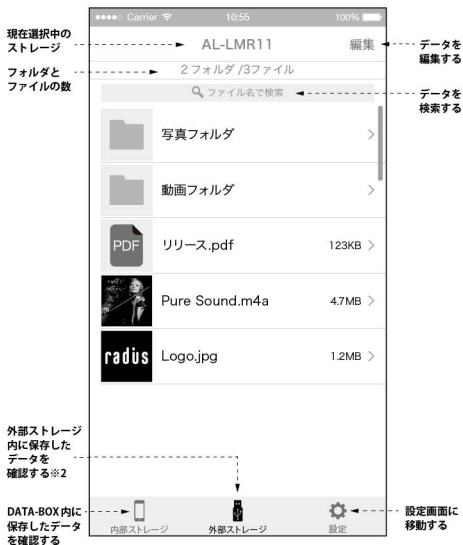 Carrier 10:55 100%
現在選択中の
ストレージ
AL-LMR11
編集
データを
編集する
フォルダと
ファイルの数
2フォルダ/3ファイル
ファイル名で検索
データを
検索する
写真フォルダ
動画フォルダ
PDF
リリース.pdf 123KB
Pure Sound.m4a 4.7MB
radius
Logo.jpg 1.2MB
外部ストレージ
内に保存した
データを
確認する※2
DATA-BOX内に
保存したデータ
を確認する
内部ストレージ
外部ストレージ
設定
設定画面に
移動する